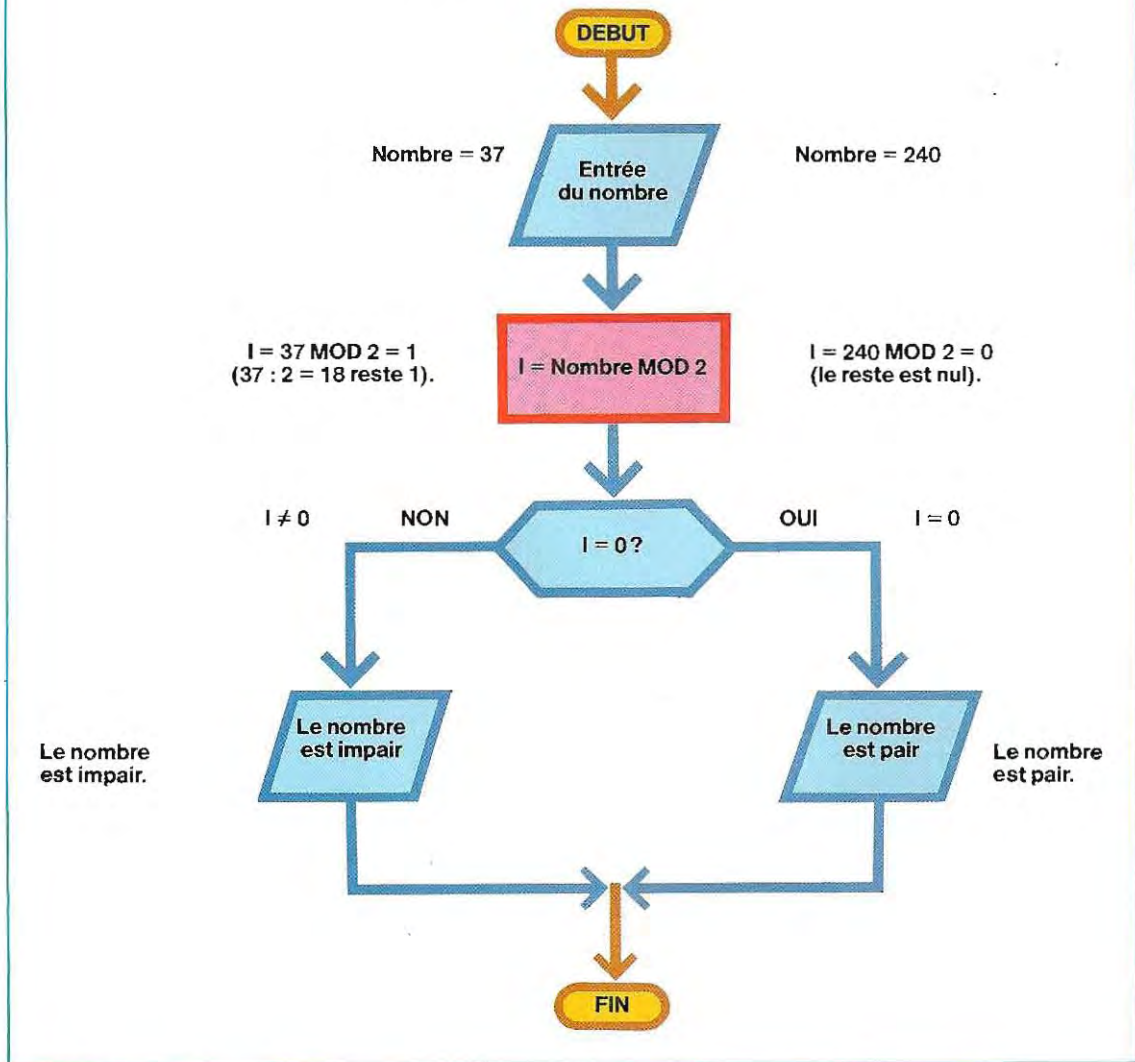 DEBUT
Nombre = 37
Entrée
du nombre
Nombre = 240
I = 37 MOD 2 = 1
(37 : 2 = 18 reste 1).
I = Nombre MOD 2
I = 240 MOD 2 = 0
(le reste est nul).
I ≠ 0
NON
I = 0?
OUI
I = 0
Le nombre
est impair.
Le nombre
est impair
Le nombre
est pair
Le nombre
est pair.
FIN